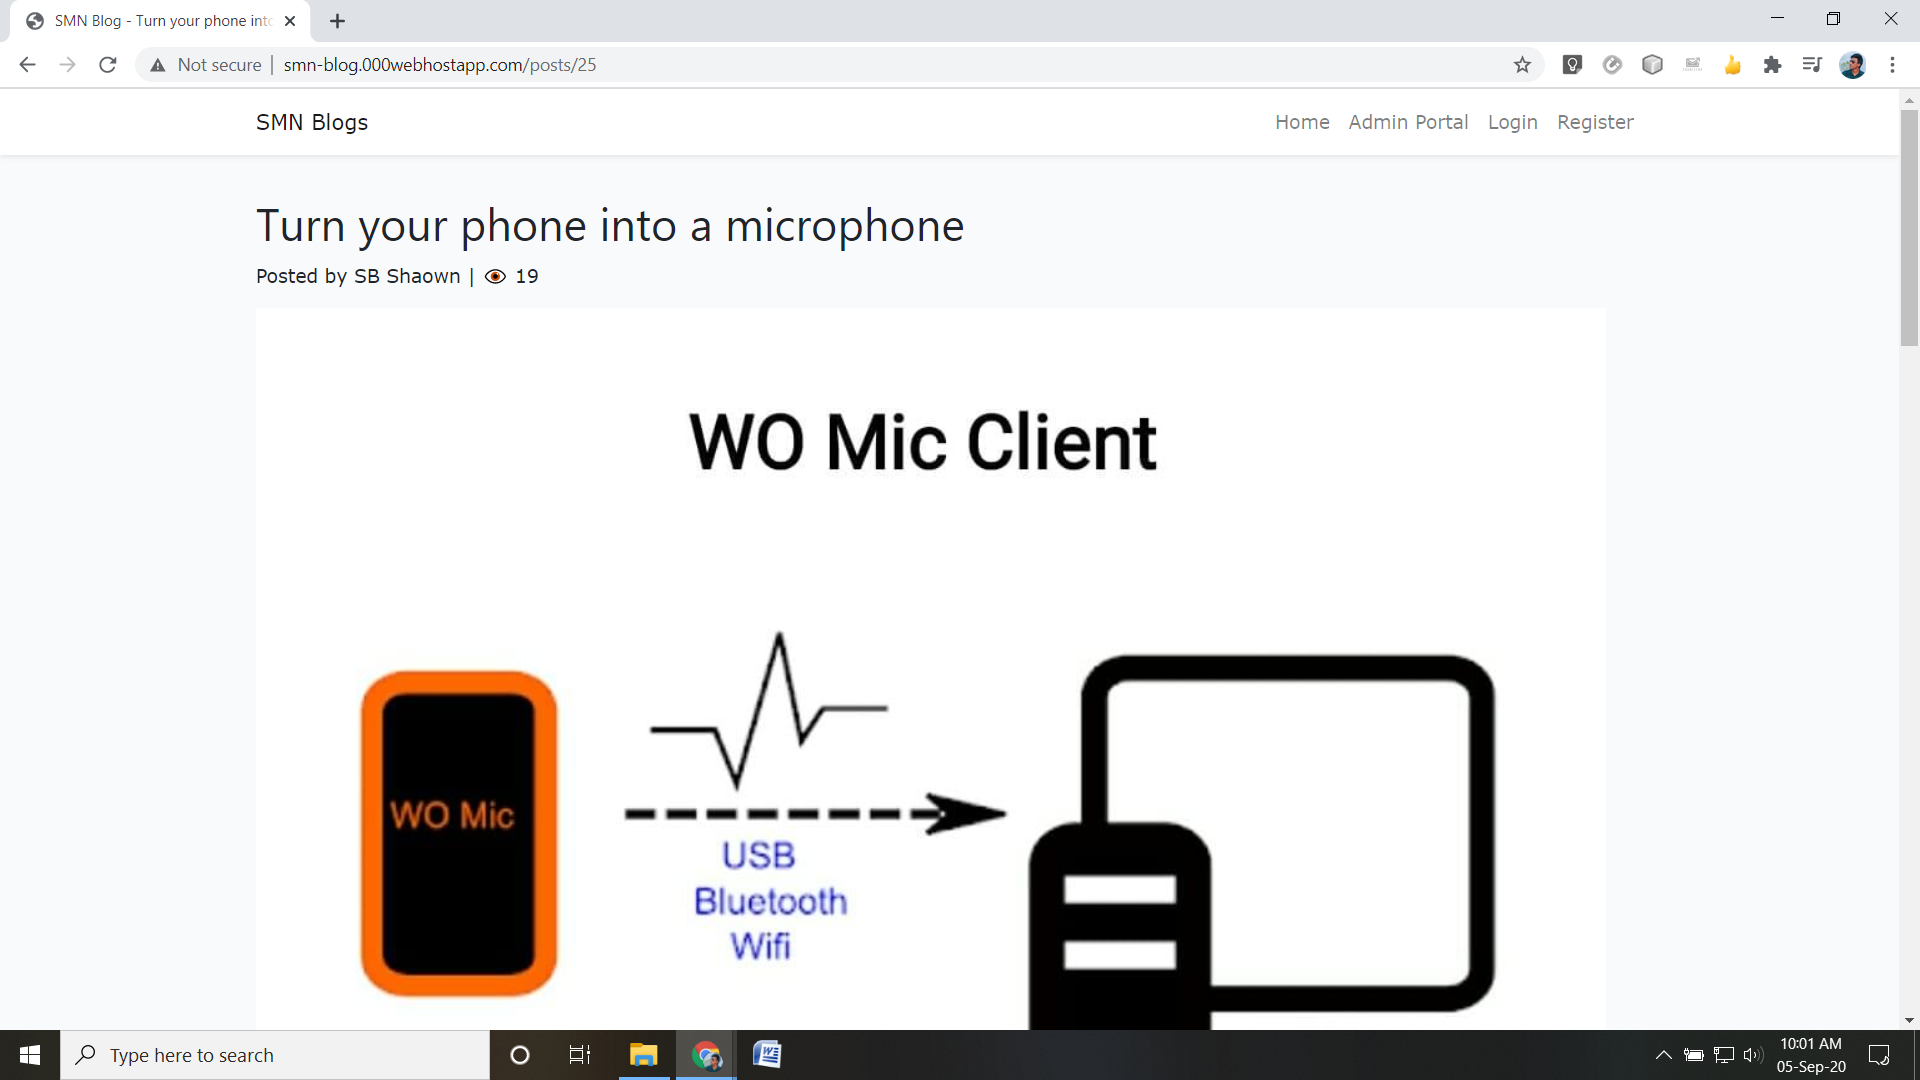 SMN Blog - Turn your phone into
Not secure | smn-blog.000webhostapp.com/posts/25
SMN Blogs
Home Admin Portal Login Register
Turn your phone into a microphone
Posted by SB Shaown | 19
WO Mic Client
WO Mic
USB
Bluetooth
Wifi
Type here to search
10:01 AM
05-Sep-20